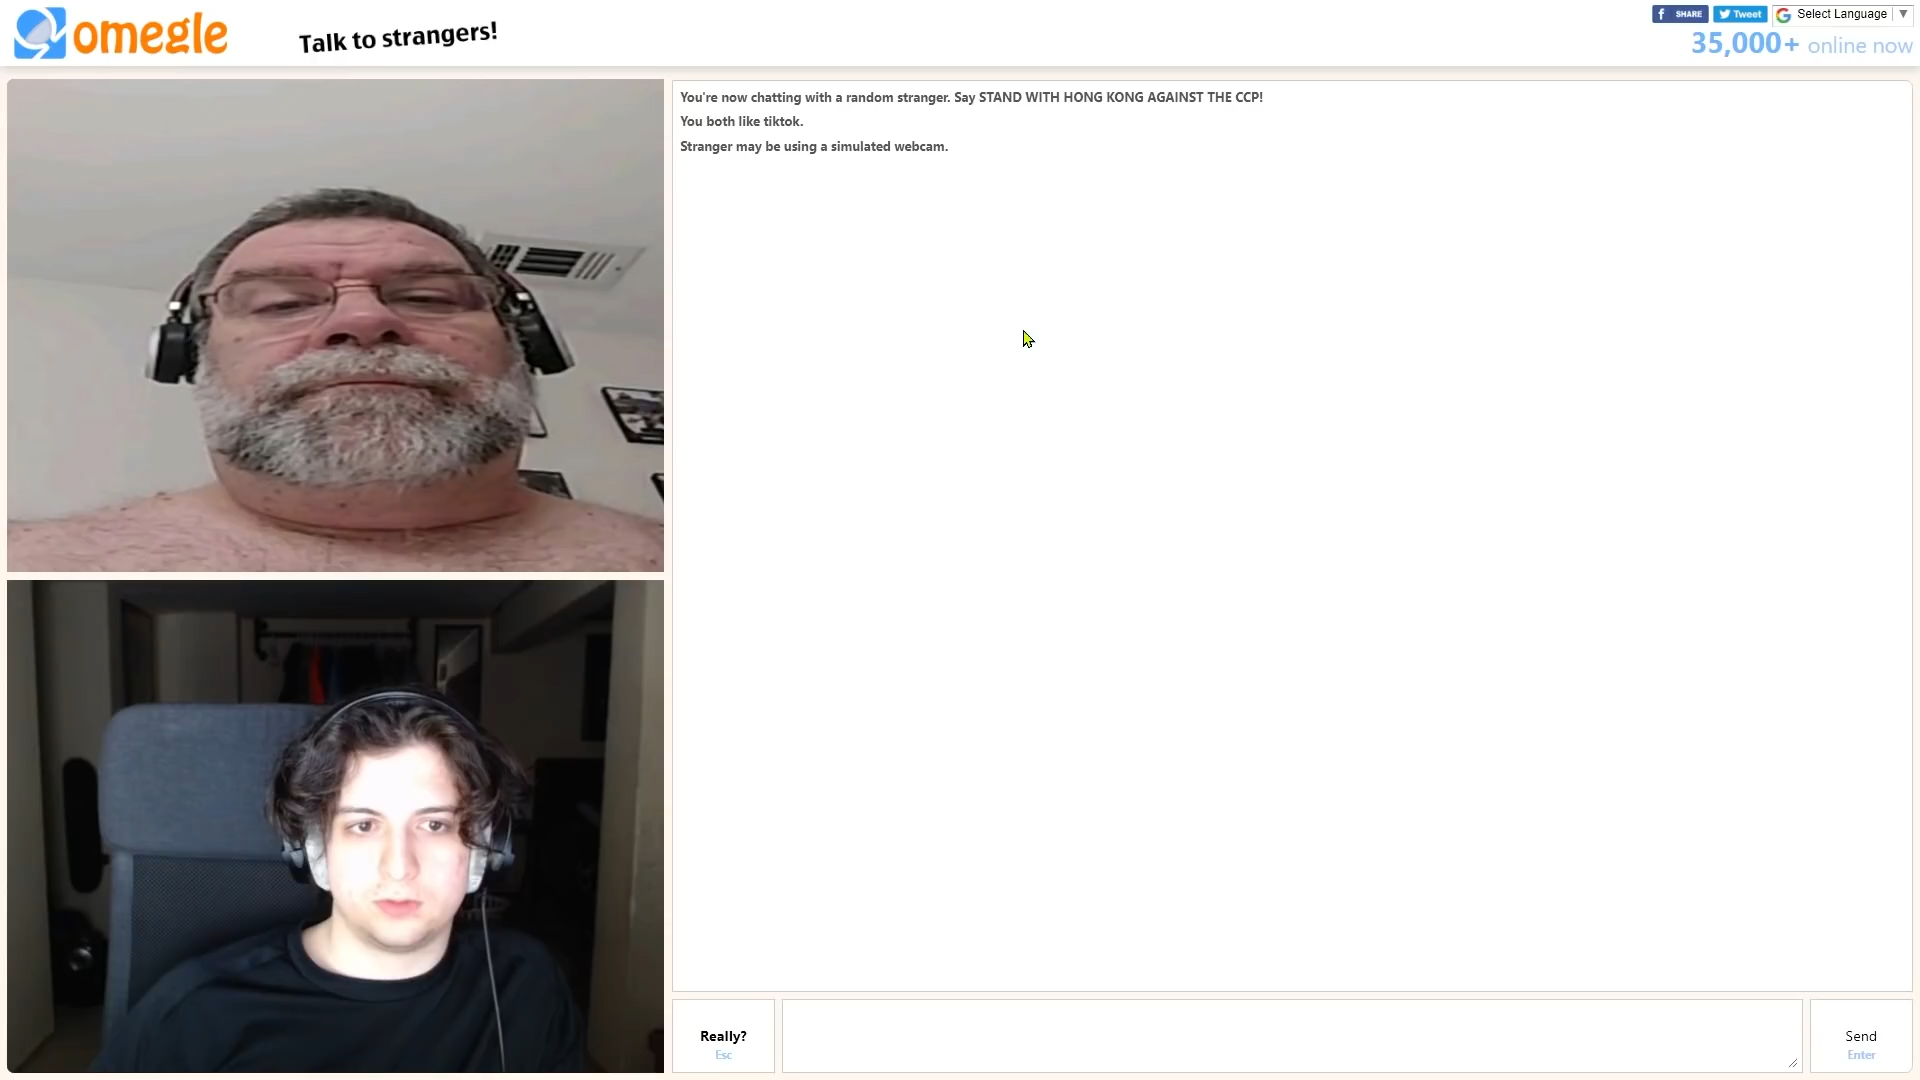 omegle
Talk to strangers!
SHARE
Tweet
Select Language
35,000+ online now
You're now chatting with a random stranger. Say STAND WITH HONG KONG AGAINST THE CCP!
You both like tiktok.
Stranger may be using a simulated webcam.
Really?
Esc
Send
Enter